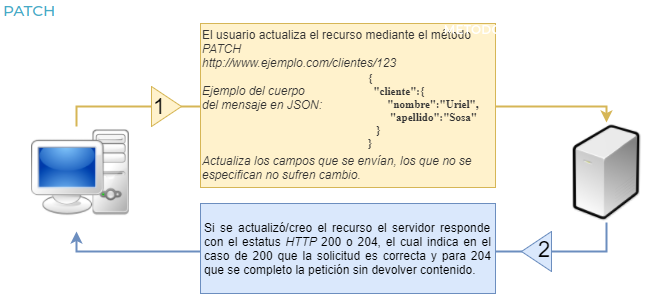 PATCH
El usuario actualiza el recurso mediante el método
PATCH
http://www.ejemplo.com/clientes/123
Ejemplo del cuerpo
del mensaje en JSON:
{
"cliente":{
"nombre":"Uriel",
"apellido":"Sosa"
}
}
Actualiza los campos que se envían, los que no se
especifican no sufren cambio.
1
Si se actualizó/creo el recurso el servidor responde
con el estatus HTTP 200 o 204, el cual indica en el
caso de 200 que la solicitud es correcta y para 204
que se completo la petición sin devolver contenido.
2